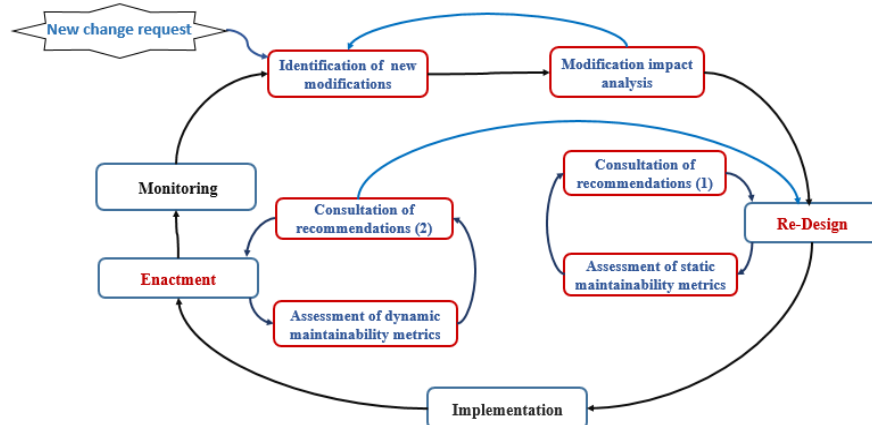 New change request
Identification of new
modifications
Modification impact
analysis
Consultation of
recommendations (1)
Monitoring
Consultation of
recommendations (2)
Re-Design
Enactment
Assessment of static
maintainability metrics
Assessment of dynamic
maintainability metrics
Implementation